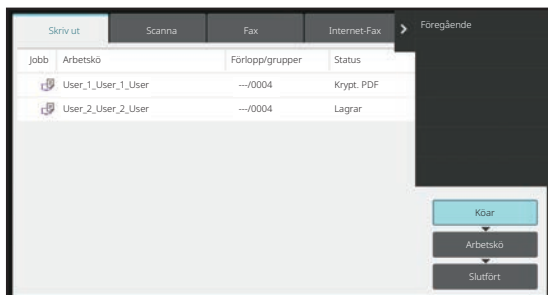 Skriv ut Scanna Fax Internet-Fax Föregående
Jobb Arbetskö Förlopp/grupper Status
User_1_User_1_User ---/0004 Krypt. PDF
User_2_User_2_User ---/0004 Lagrar
Köar
Arbetskö
Slutfört